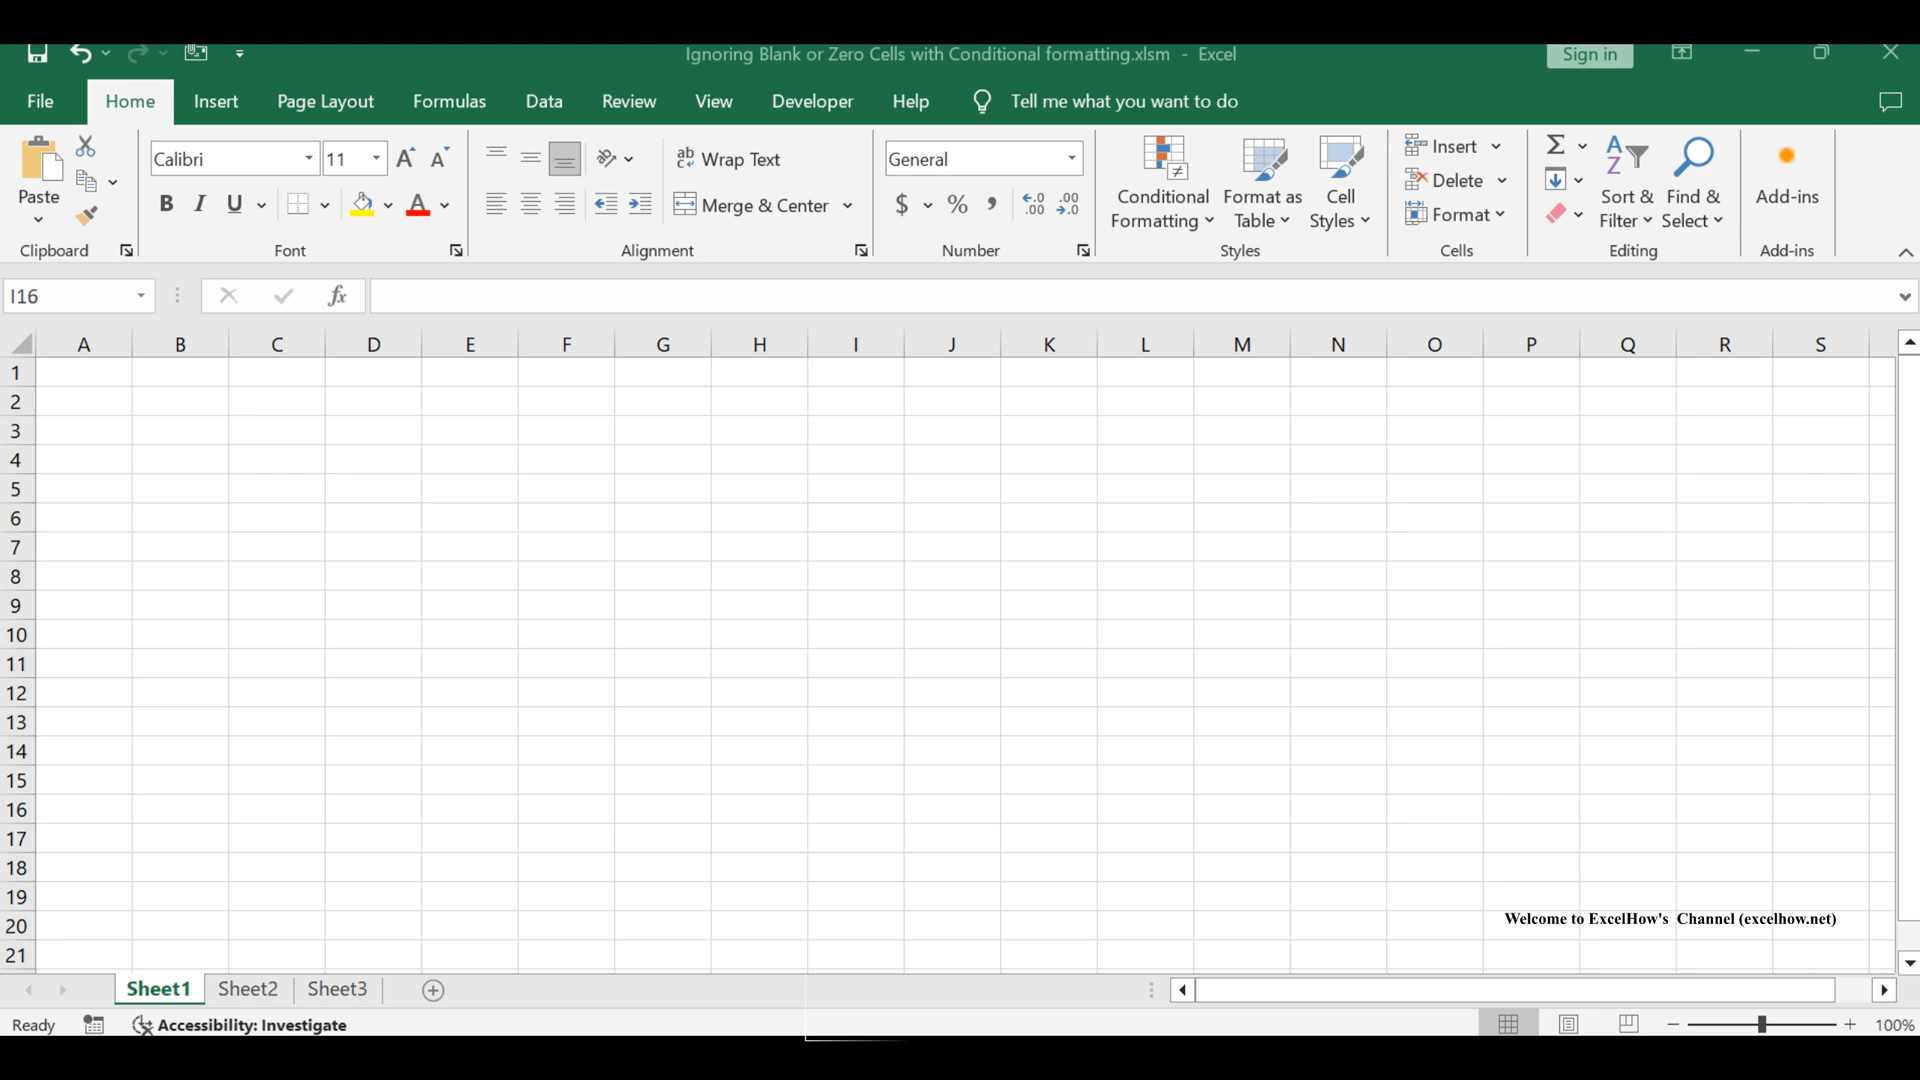 Ignoring Blank or Zero Cells with Conditional formatting.xlsm - Excel
Sign in
File Home Insert Page Layout Formulas Data Review View Developer Help Tell me what you want to do
Paste
Clipboard
Calibri 11
B I U A
Font
Wrap Text
Merge & Center
Alignment
General
$ % ,
Number
Conditional Formatting
Format as Table
Cell Styles
Styles
Insert
Delete
Format
Cells
Sort & Filter
Find & Select
Editing
Add-ins
Add-ins
I16 fx
A B C D E F G H I J K L M N O P Q R S
1
2
3
4
5
6
7
8
9
10
11
12
13
14
15
16
17
18
19
20
21
Welcome to ExcelHow's Channel (excelhow.net)
Sheet1 Sheet2 Sheet3
Ready Accessibility: Investigate 100%